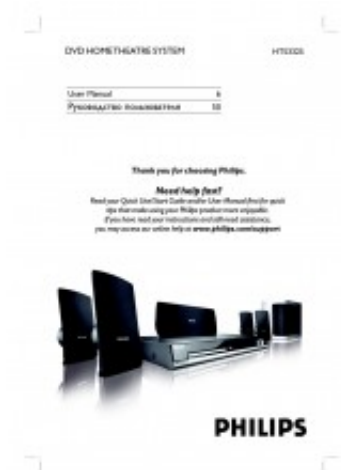 DVD HOME THEATRE SYSTEM
HTS3325
User Manual 6
Руководство пользователя 50
Thank you for choosing Philips.
Need help fast?
Read your Quick Use/Start Guide and/or User Manual first for quick
tips that make using your Philips product more enjoyable.
If you have read your instructions and still need assistance,
you may access our online help at www.philips.com/support
PHILIPS